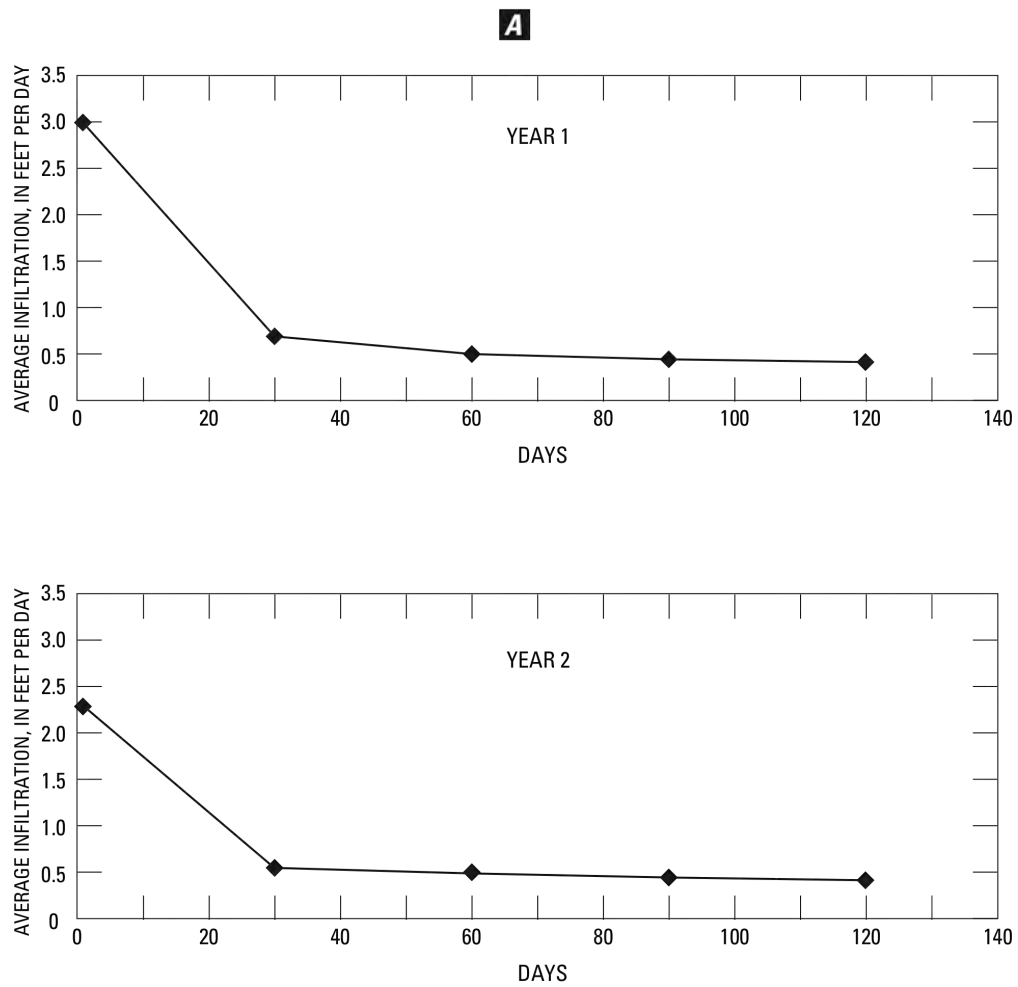 A
AVERAGE INFILTRATION, IN FEET PER DAY
3.5
3.0
2.5
2.0
1.5
1.0
0.5
0
YEAR 1
0 20 40 60 80 100 120 140
DAYS
AVERAGE INFILTRATION, IN FEET PER DAY
3.5
3.0
2.5
2.0
1.5
1.0
0.5
0
YEAR 2
0 20 40 60 80 100 120 140
DAYS